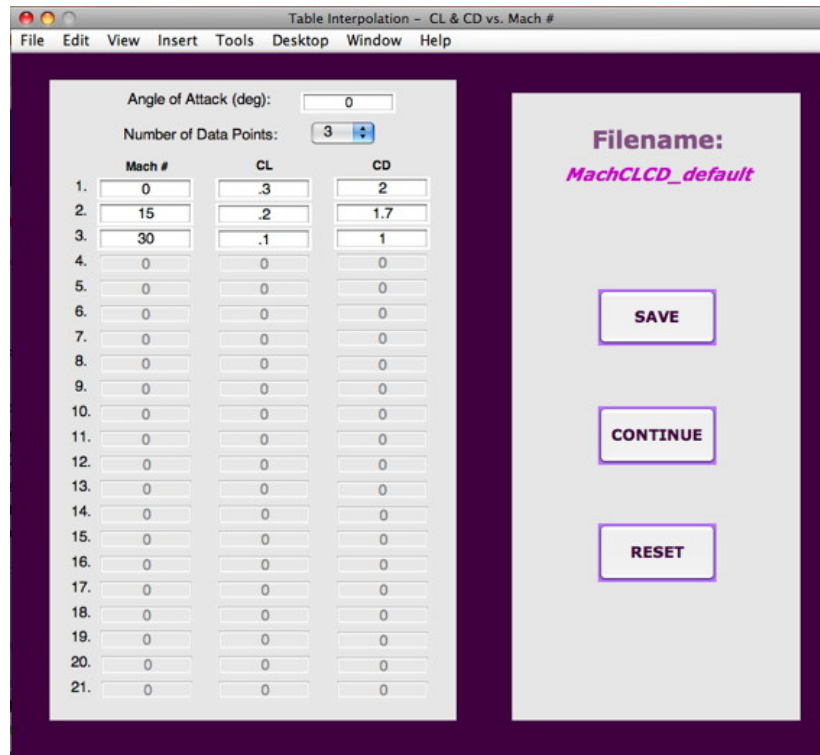 Table Interpolation - CL & CD vs. Mach #
File Edit View Insert Tools Desktop Window Help
Angle of Attack (deg): 0
Number of Data Points: 3
Mach # CL CD
1. 0 .3 2
2. 15 .2 1.7
3. 30 .1 1
4. 0 0 0
5. 0 0 0
6. 0 0 0
7. 0 0 0
8. 0 0 0
9. 0 0 0
10. 0 0 0
11. 0 0 0
12. 0 0 0
13. 0 0 0
14. 0 0 0
15. 0 0 0
16. 0 0 0
17. 0 0 0
18. 0 0 0
19. 0 0 0
20. 0 0 0
21. 0 0 0
Filename:
MachCLCD_default
SAVE
CONTINUE
RESET